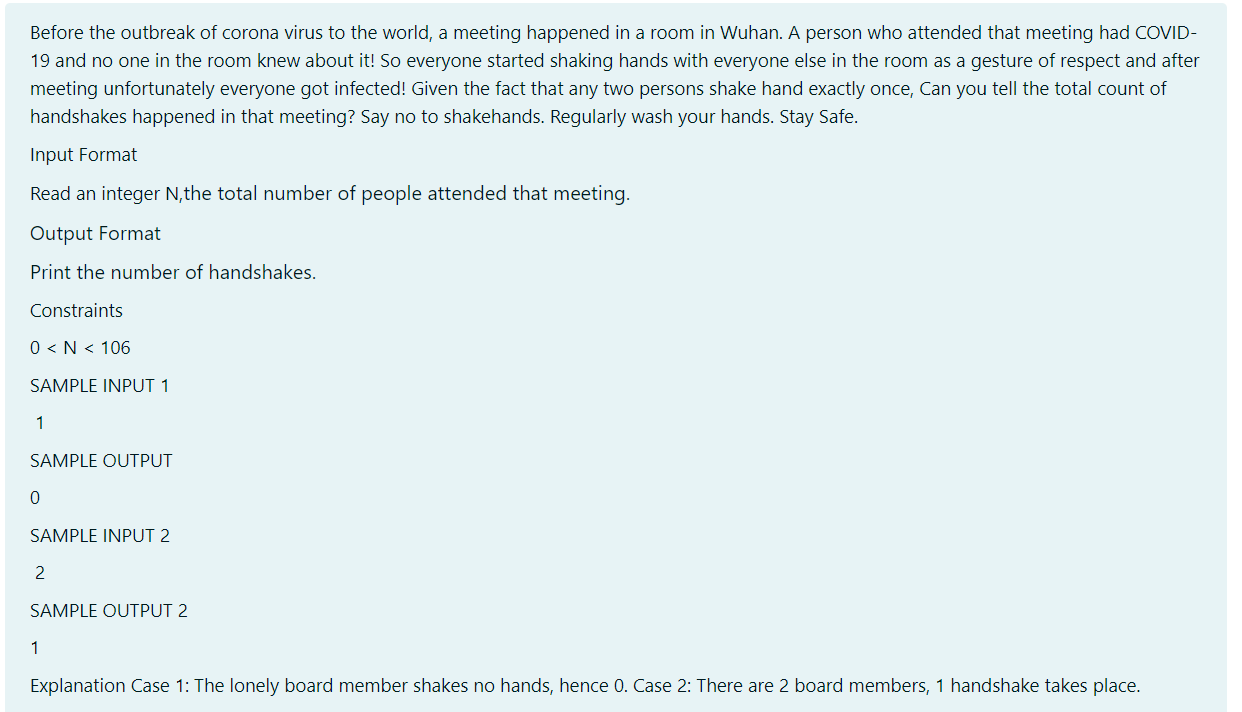 Before the outbreak of corona virus to the world, a meeting happened in a room in Wuhan. A person who attended that meeting had COVID-
19 and no one in the room knew about it! So everyone started shaking hands with everyone else in the room as a gesture of respect and after
meeting unfortunately everyone got infected! Given the fact that any two persons shake hand exactly once, Can you tell the total count of
handshakes happened in that meeting? Say no to shakehands. Regularly wash your hands. Stay Safe.
Input Format
Read an integer N,the total number of people attended that meeting.
Output Format
Print the number of handshakes.
Constraints
0 < N < 106
SAMPLE INPUT 1
1
SAMPLE OUTPUT
0
SAMPLE INPUT 2
2
SAMPLE OUTPUT 2
1
Explanation Case 1: The lonely board member shakes no hands, hence 0. Case 2: There are 2 board members, 1 handshake takes place.